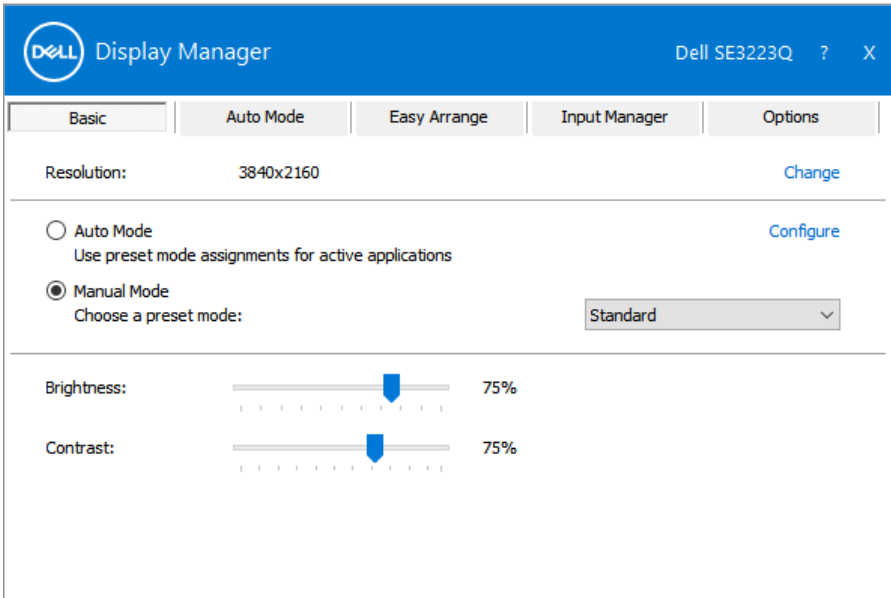 DELL Display Manager Dell SE3223Q ? X
Basic Auto Mode Easy Arrange Input Manager Options
Resolution: 3840x2160 Change
Auto Mode Configure
Use preset mode assignments for active applications
Manual Mode
Choose a preset mode: Standard
Brightness: 75%
Contrast: 75%